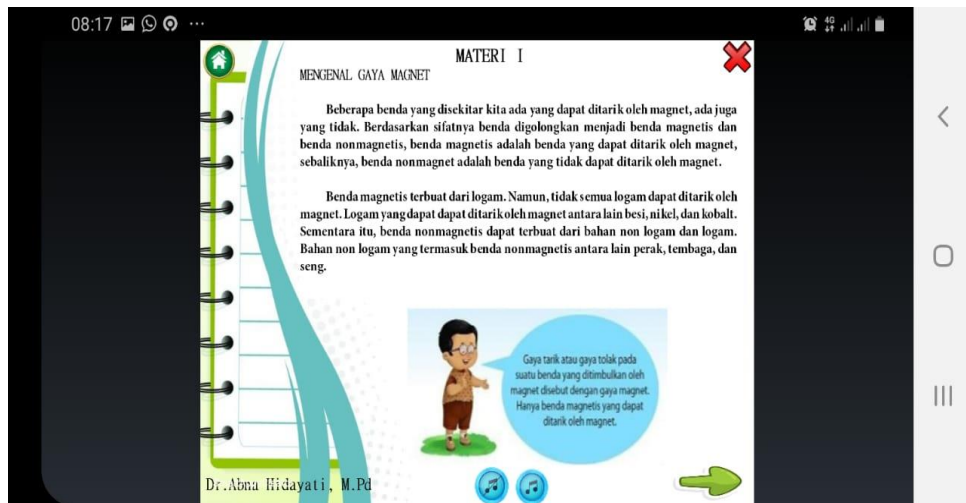 08:17
4G
MATERI I
MENGENAL GAYA MAGNET
Beberapa benda yang disekitar kita ada yang dapat ditarik oleh magnet, ada juga
yang tidak. Berdasarkan sifatnya benda digolongkan menjadi benda magnetis dan
benda nonmagnetis, benda magnetis adalah benda yang dapat ditarik oleh magnet,
sebaliknya, benda nonmagnet adalah benda yang tidak dapat ditarik oleh magnet.
Benda magnetis terbuat dari logam. Namun, tidak semua logam dapat ditarik oleh
magnet. Logam yang dapat dapat ditarik oleh magnet antara lain besi, nikel, dan kobalt.
Sementara itu, benda nonmagnetis dapat terbuat dari bahan non logam dan logam.
Bahan non logam yang termasuk benda nonmagnetis antara lain perak, tembaga, dan
seng.
Gaya tarik atau gaya tolak pada
suatu benda yang ditimbulkan oleh
magnet disebut dengan gaya magnet.
Hanya benda magnetis yang dapat
ditarik oleh magnet.
Dr.Abna Hidayati, M.Pd